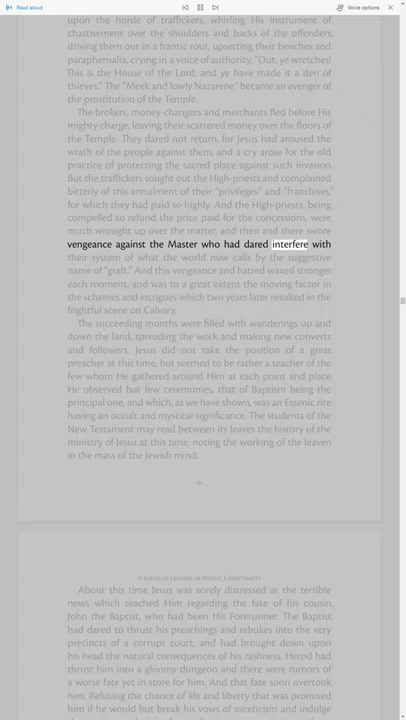 Read aloud
Voice options
upon the horde of traffickers, whirling His instrument of
chastisement over the shoulders and backs of the offenders,
driving them out in a frantic rout, upsetting their benches and
paraphernalia, crying in a voice of authority, "Out, ye wretches!
This is the House of the Lord, and ye have made it a den of
thieves." The "Meek and lowly Nazarene" became an avenger of
the prostitution of the Temple.
The brokers, money-changers and merchants fled before His
mighty charge, leaving their scattered money over the floors of
the Temple. They dared not return, for Jesus had aroused the
wrath of the people against them, and a cry arose for the old
practice of protecting the sacred place against such invasion.
But the traffickers sought out the High-priests and complained
bitterly of this annulment of their "privileges" and "franchises,"
for which they had paid so highly. And the High-priests, being
compelled to refund the price paid for the concessions, were
much wrought up over the matter, and then and there swore
vengeance against the Master who had dared interfere with
their system of what the world now calls by the suggestive
name of "graft." And this vengeance and hatred waxed stronger
each moment, and was to a great extent the moving factor in
the schemes and intrigues which two years later resulted in the
frightful scene on Calvary.
The succeeding months were filled with wanderings up and
down the land, spreading the work and making new converts
and followers. Jesus did not take the position of a great
preacher at this time, but seemed to be rather a teacher of the
few whom He gathered around Him at each point and place.
He observed but few ceremonies, that of Baptism being the
principal one, and which, as we have shown, was an Essenic rite
having an occult and mystical significance. The students of the
New Testament may read between its leaves the history of the
ministry of Jesus at this time, noting the working of the leaven
in the mass of the Jewish mind.
A Series of Lessons in Mystic Christianity
About this time Jesus was sorely distressed at the terrible
news which reached Him regarding the fate of his cousin,
John the Baptist, who had been His Forerunner. The Baptist
had dared to thrust his preachings and rebukes into the very
precincts of a corrupt court, and had brought down upon
his head the natural consequences of his rashness. Herod had
thrust him into a gloomy dungeon and there were rumors of
a worse fate yet in store for him. And that fate soon overtook
him. Refusing the chance of life and liberty that was promised
him if he would but break his vows of asceticism and indulge